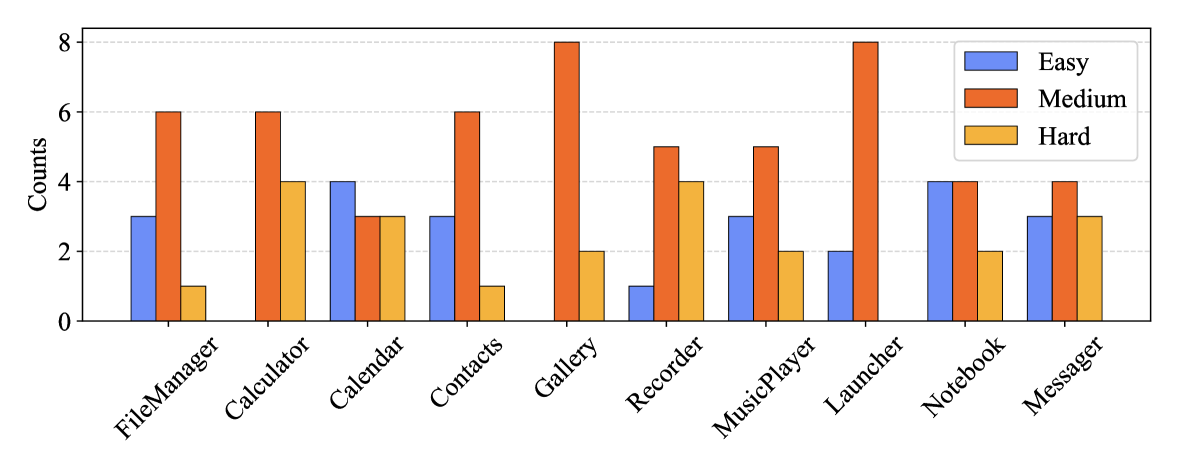 Counts
8
6
4
2
0
Easy
Medium
Hard
FileManager
Calculator
Calendar
Contacts
Gallery
Recorder
MusicPlayer
Launcher
Notebook
Messager